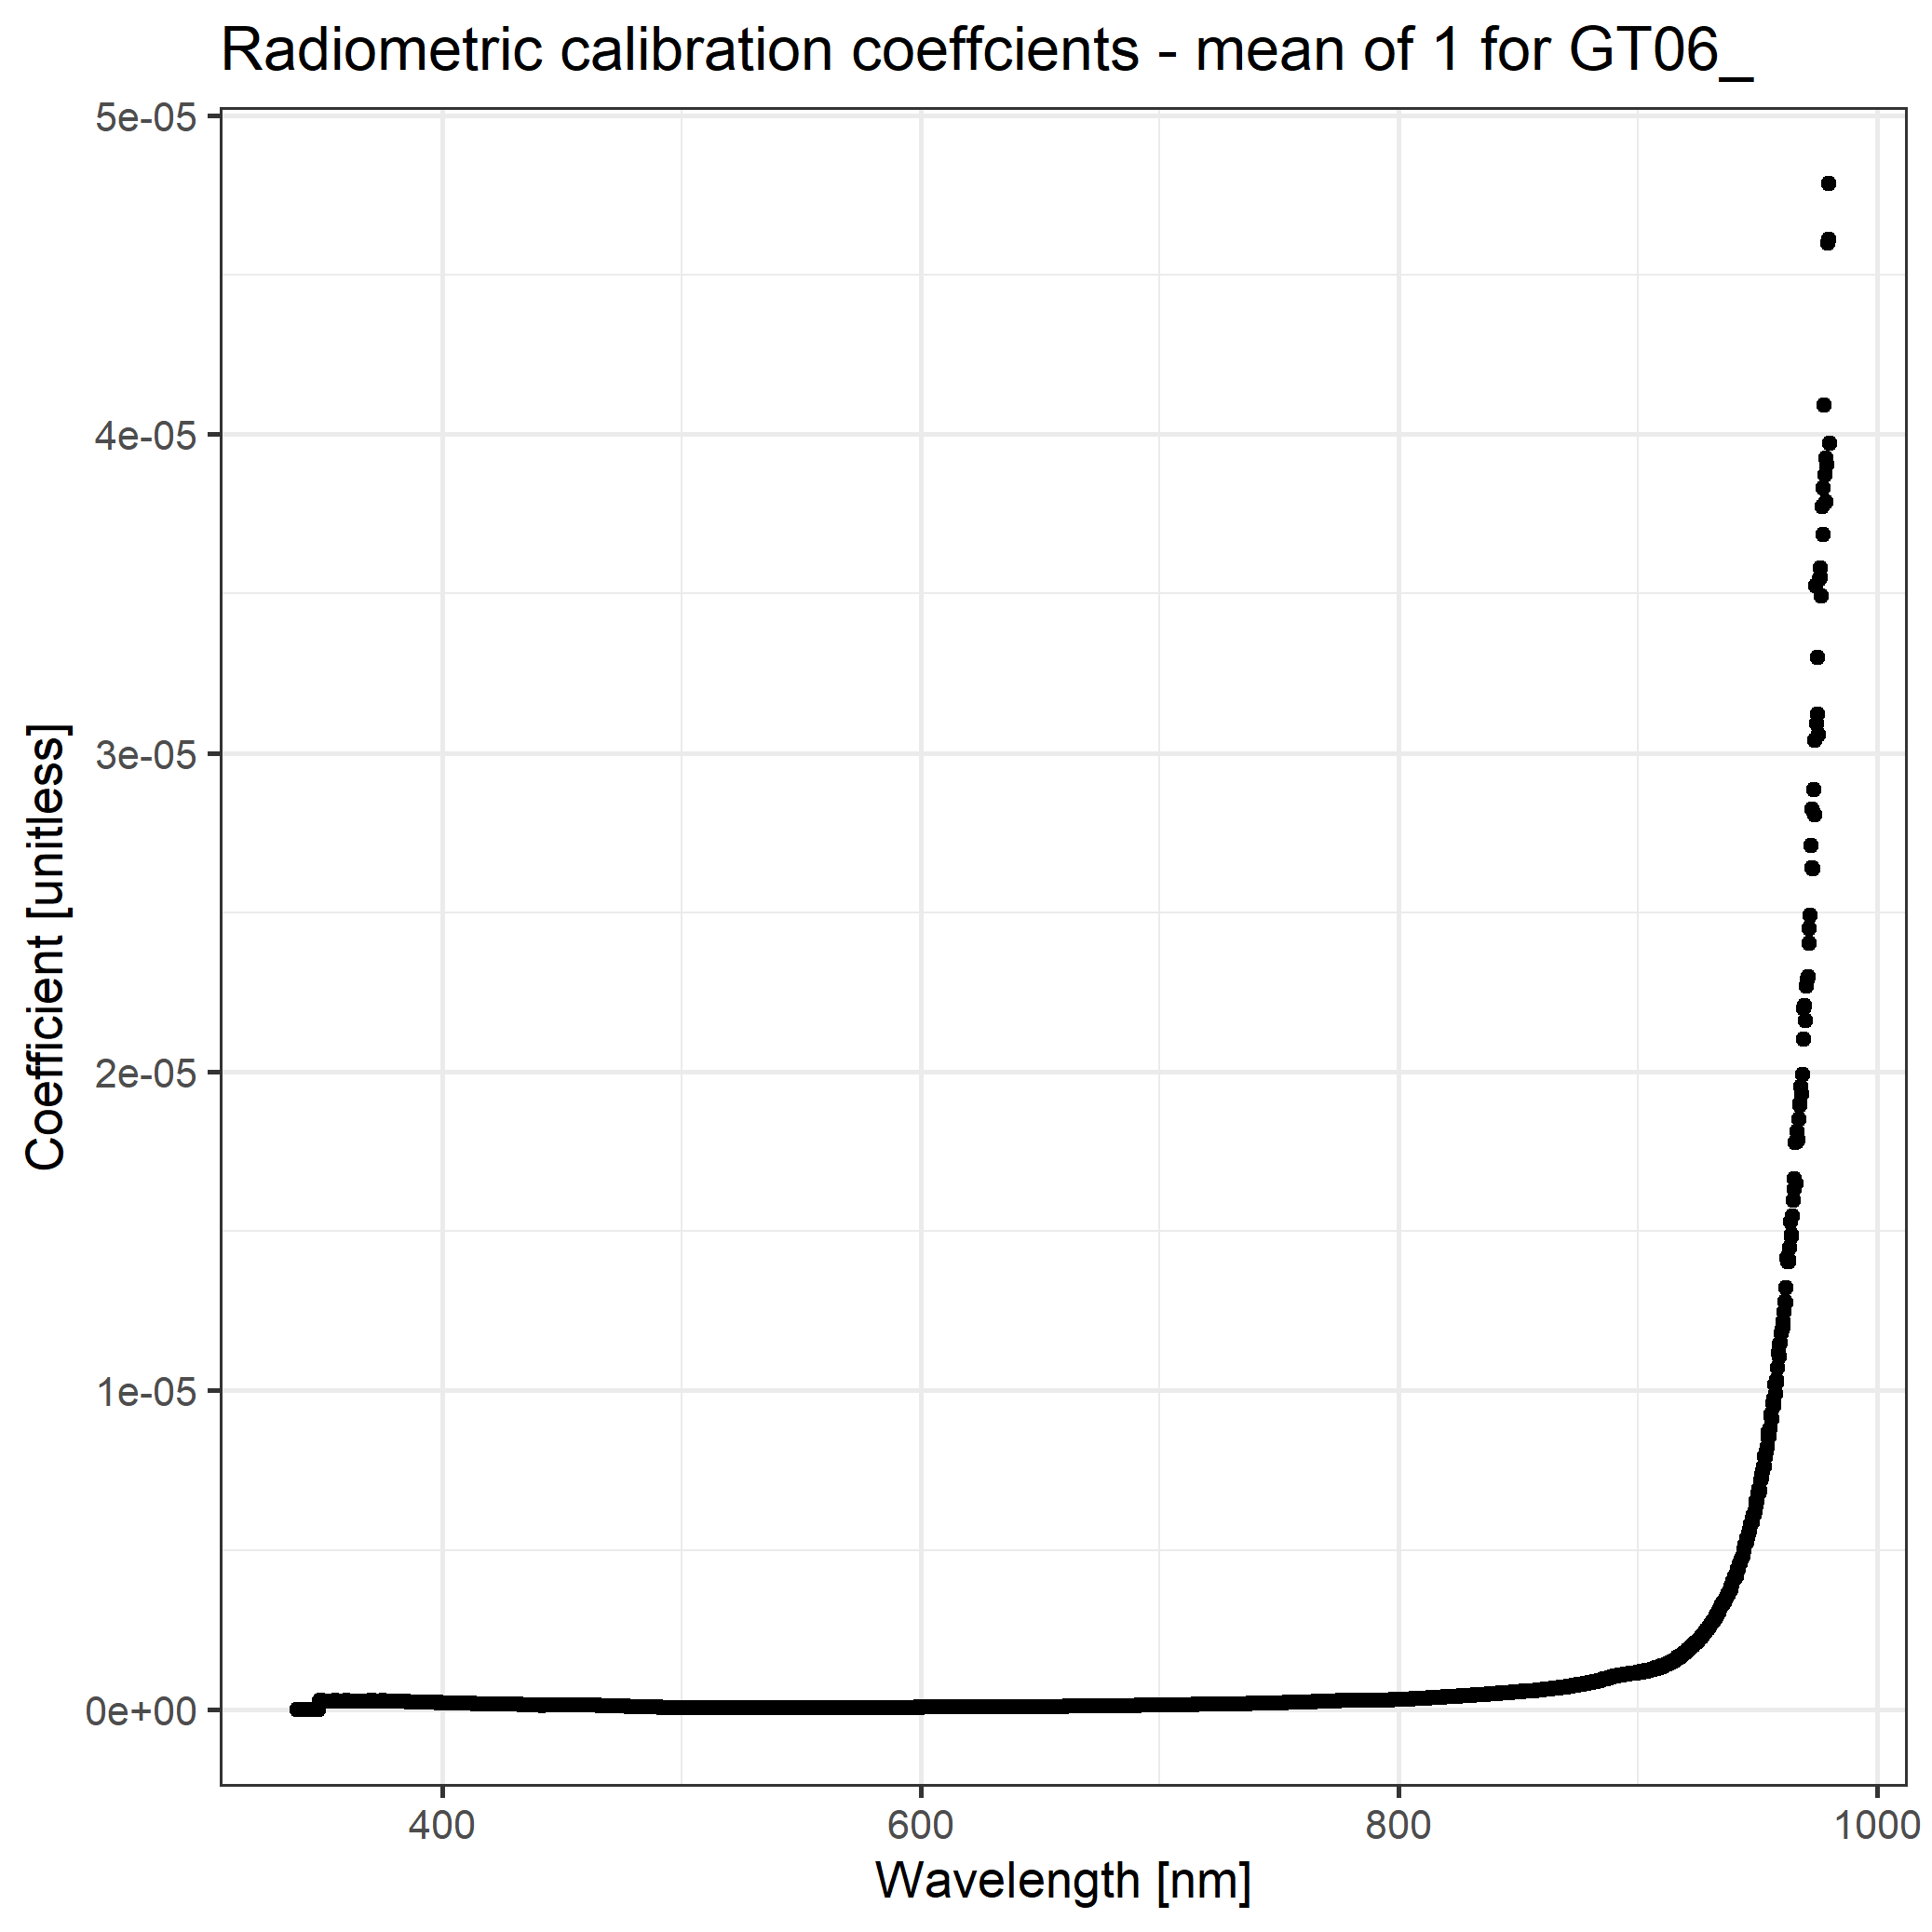 Radiometric calibration coeffcients - mean of 1 for GT06_
5e-05
4e-05
3e-05
2e-05
1e-05
0e+00
Coefficient [unitless]
400
600
800
1000
Wavelength [nm]